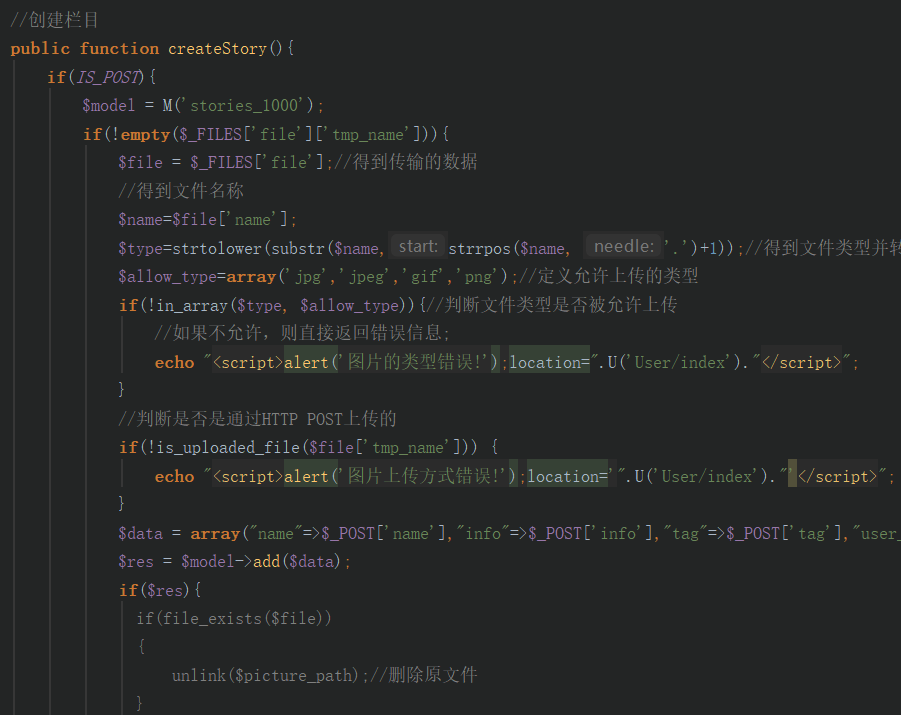 //创建栏目
public function createStory(){
if(IS_POST){
$model = M('stories_1000');
if(!empty($_FILES['file']['tmp_name'])){
$file = $_FILES['file'];//得到传输的数据
//得到文件名称
$name=$file['name'];
$type=strtolower(substr($name, start: strrpos($name, needle: '.')+1));//得到文件类型并转
$allow_type=array('jpg','jpeg','gif','png');//定义允许上传的类型
if(!in_array($type, $allow_type)){//判断文件类型是否被允许上传
//如果不允许，则直接返回错误信息;
echo "<script>alert('图片的类型错误!');location=".U('User/index')."</script>";
}
//判断是否是通过HTTP POST上传的
if(!is_uploaded_file($file['tmp_name'])) {
echo "<script>alert('图片上传方式错误!');location='".U('User/index')."'</script>";
}
$data = array("name"=>$_POST['name'],"info"=>$_POST['info'],"tag"=>$_POST['tag'],"user_
$res = $model->add($data);
if($res){
if(file_exists($file))
{
unlink($picture_path);//删除原文件
}